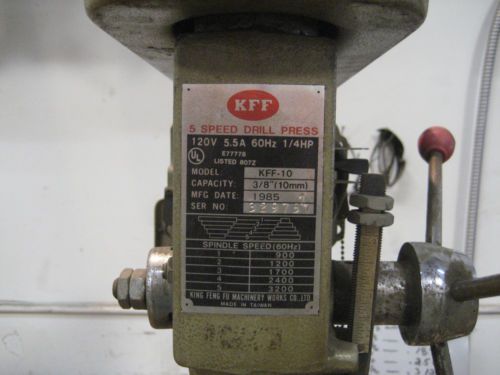 KFF
5 SPEED DRILL PRESS
120V 5.5A 60Hz 1/4HP
UL
E77778
LISTED 807Z
MODEL: KFF-10
CAPACITY: 3/8"(10mm)
MFG DATE: 1985
SER NO:
SPINDLE SPEED(60Hz)
1 900
2 1200
3 1700
4 2400
5 3200
KING FENG FU MACHINERY WORKS CO.,LTD
MADE IN TAIWAN